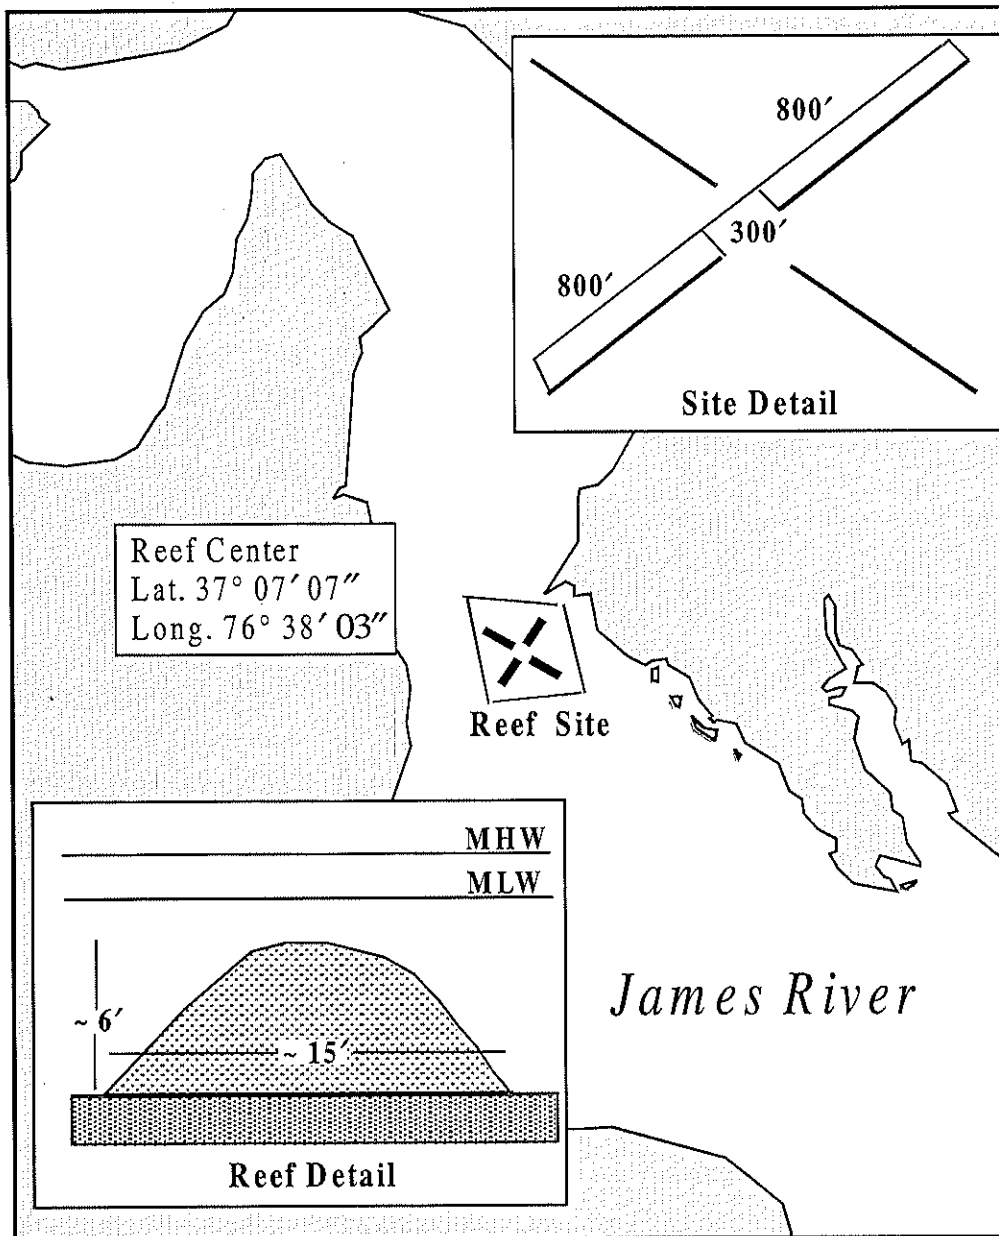 800′
300′
800′
Site Detail
Reef Center
Lat. 37° 07′ 07″
Long. 76° 38′ 03″
Reef Site
MHW
MLW
~ 6′
~ 15′
Reef Detail
James River